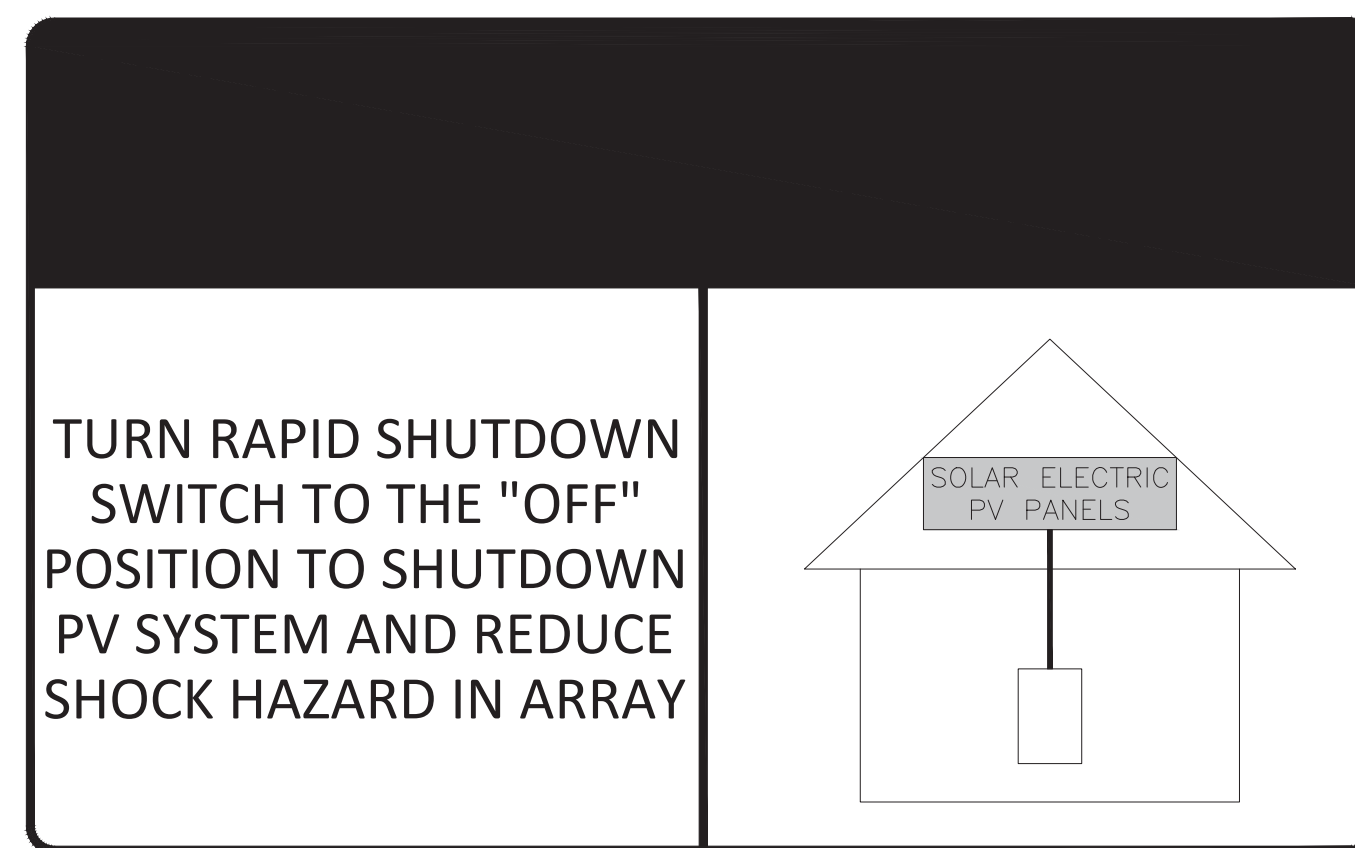 TURN RAPID SHUTDOWN
SWITCH TO THE "OFF"
POSITION TO SHUTDOWN
PV SYSTEM AND REDUCE
SHOCK HAZARD IN ARRAY
SOLAR ELECTRIC
PV PANELS